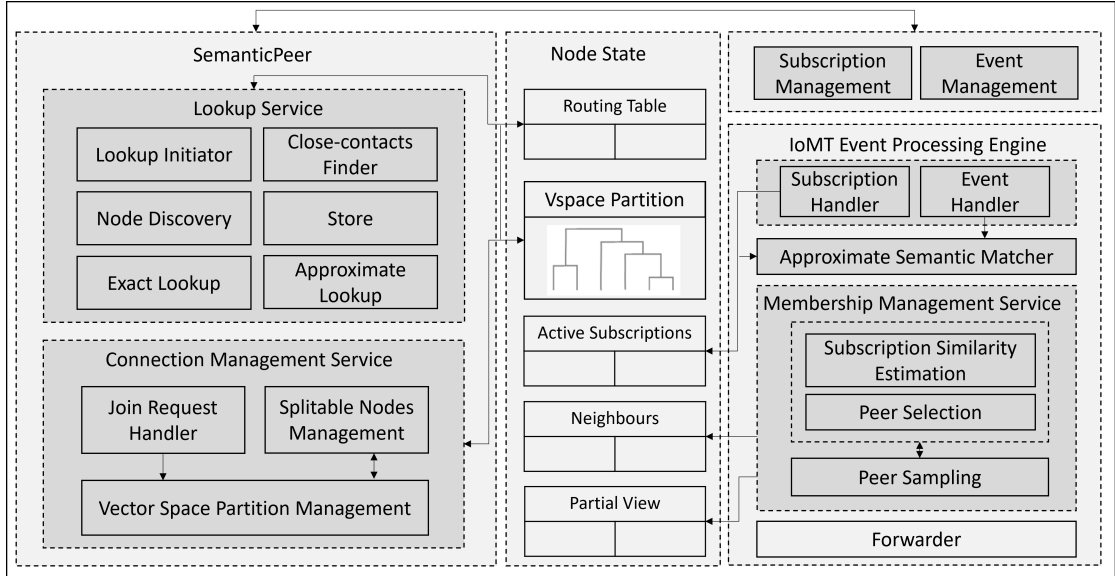 SemanticPeer
Lookup Service
Lookup Initiator
Close-contacts
Finder
Node Discovery
Store
Exact Lookup
Approximate
Lookup
Connection Management Service
Join Request
Handler
Splitable Nodes
Management
Vector Space Partition Management
Node State
Routing Table
Vspace Partition
Active Subscriptions
Neighbours
Partial View
Subscription
Management
Event
Management
IoMT Event Processing Engine
Subscription
Handler
Event
Handler
Approximate Semantic Matcher
Membership Management Service
Subscription Similarity
Estimation
Peer Selection
Peer Sampling
Forwarder